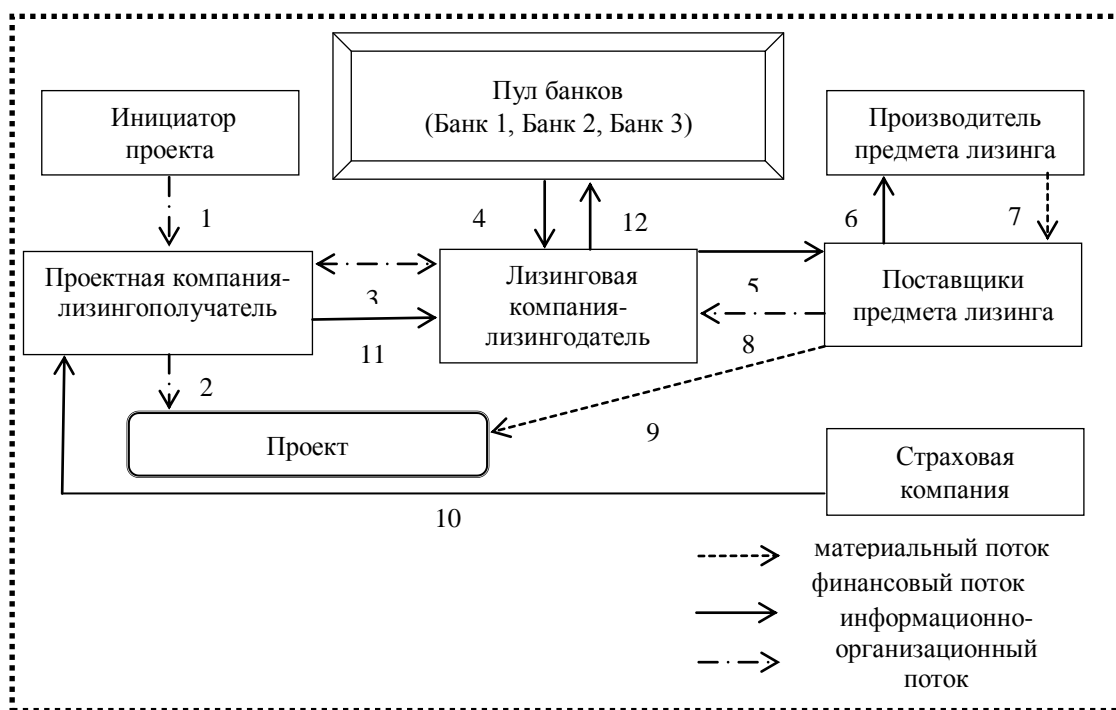 Пул банков
(Банк 1, Банк 2, Банк 3)
Инициатор
проекта
Производитель
предмета лизинга
1
4
12
6
7
Проектная компания-
лизингополучатель
3
11
Лизинговая
компания-
лизингодатель
5
8
Поставщики
предмета лизинга
2
Проект
9
Страховая
компания
10
материальный поток
финансовый поток
информационно-
организационный
поток